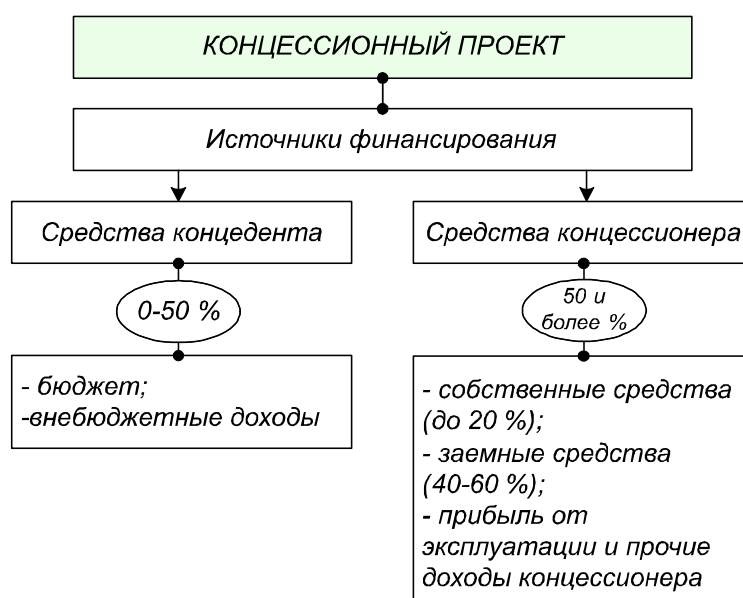 КОНЦЕССИОННЫЙ ПРОЕКТ
Источники финансирования
Средства концедента
Средства концессионера
0-50 %
50 и
более %
- бюджет;
-внебюджетные доходы
- собственные средства
(до 20 %);
- заемные средства
(40-60 %);
- прибыль от
эксплуатации и прочие
доходы концессионера